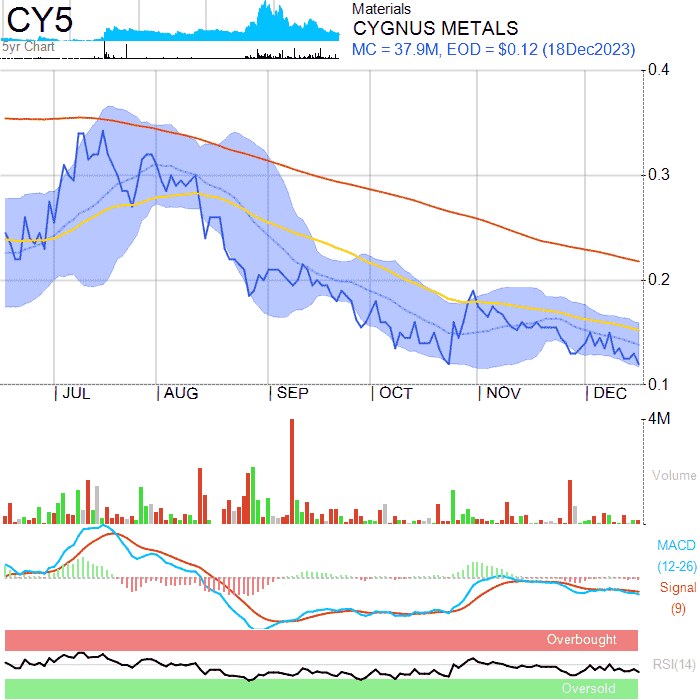 CY5
5yr Chart
Materials
CYGNUS METALS
MC = 37.9M, EOD = $0.12 (18Dec2023)
0.4
0.3
0.2
0.1
JUL AUG SEP OCT NOV DEC
4M
Volume
MACD
(12-26)
Signal
(9)
Overbought
RSI(14)
Oversold